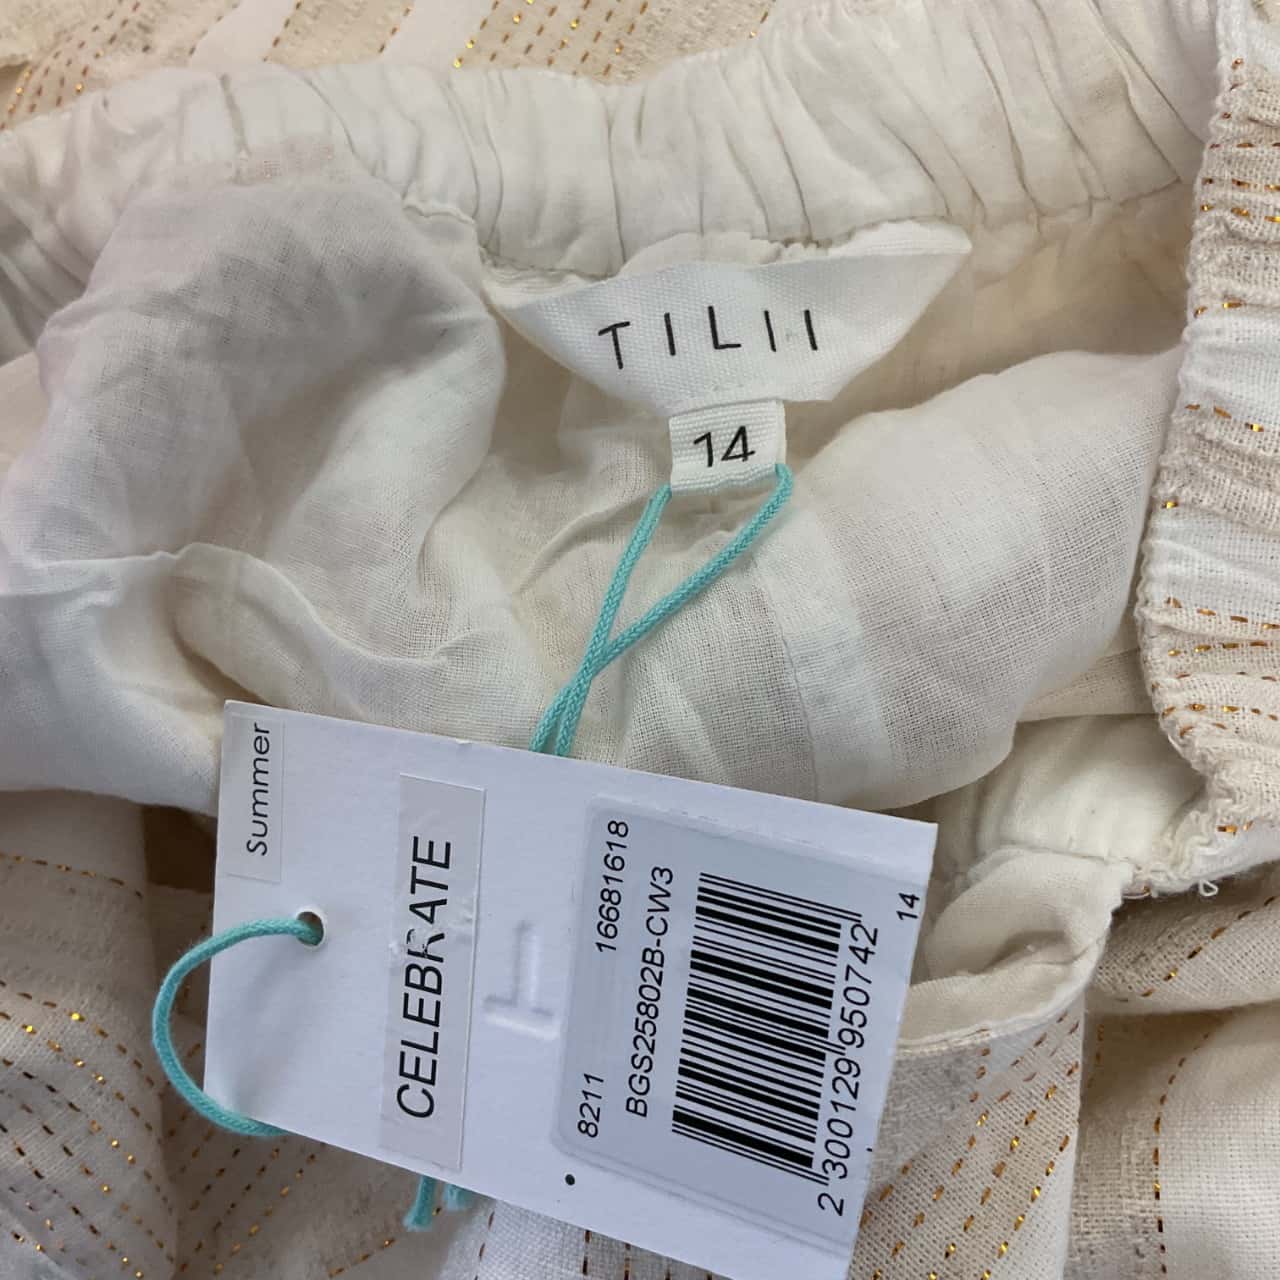 TILII
14
Summer
CELEBRATE
T
8211 16681618
BGS25802B-CW3
2 300129 950742
14